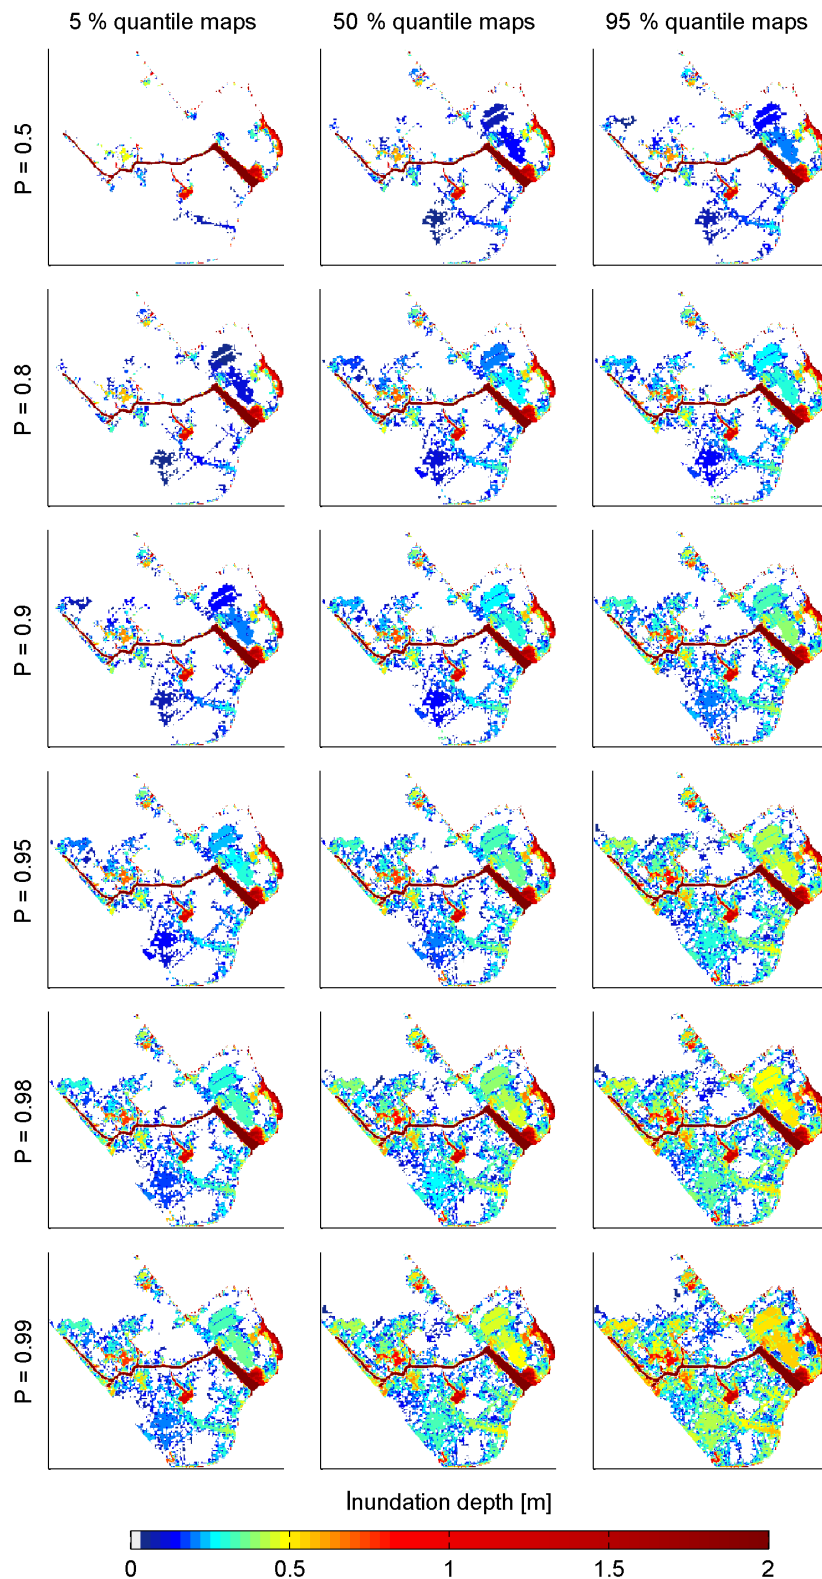 5 % quantile maps 50 % quantile maps 95 % quantile maps
P = 0.5
P = 0.8
P = 0.9
P = 0.95
P = 0.98
P = 0.99
Inundation depth [m]
0 0.5 1 1.5 2